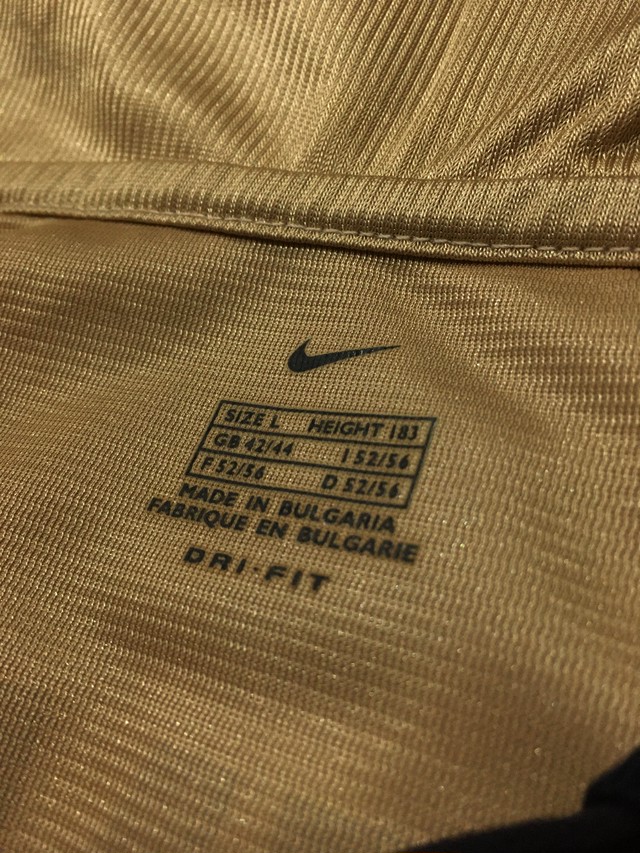 SIZE L HEIGHT 183
GB 42/44 I 52/56
F 52/56 D 52/56
MADE IN BULGARIA
FABRIQUE EN BULGARIE
DRI-FIT